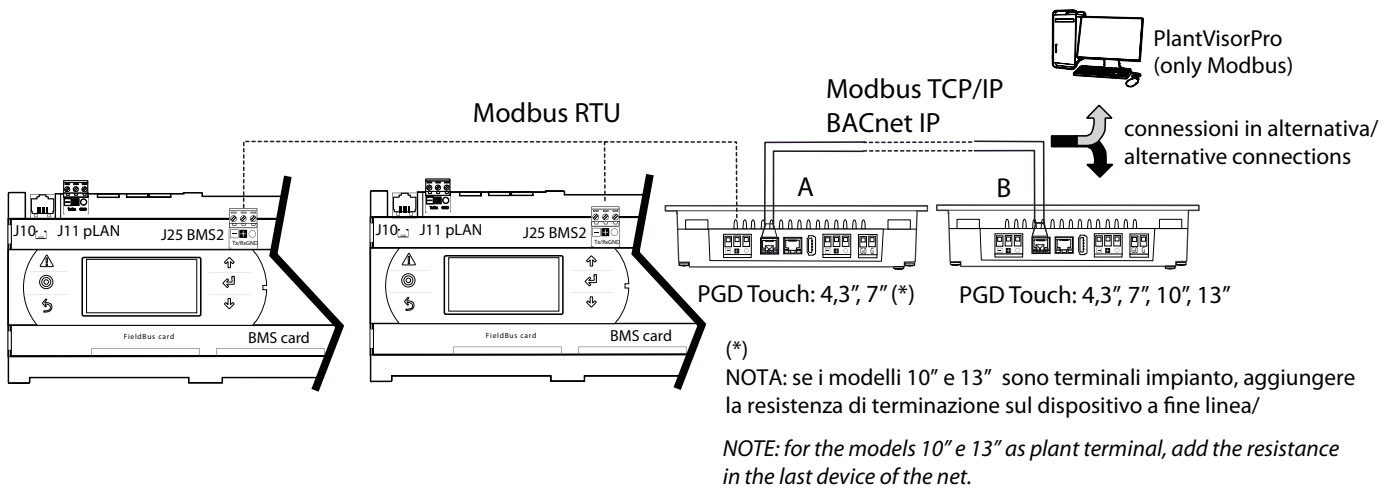 PlantVisorPro
(only Modbus)
Modbus TCP/IP
BACnet IP
Modbus RTU
connessioni in alternativa/
alternative connections
A
B
J10
J11 pLAN
J25 BMS2
Tx/RxGND
FieldBus card
BMS card
J10
J11 pLAN
J25 BMS2
Tx/RxGND
FieldBus card
BMS card
PGD Touch: 4,3”, 7” (*)
PGD Touch: 4,3”, 7”, 10”, 13”
(*)
NOTA: se i modelli 10” e 13” sono terminali impianto, aggiungere
la resistenza di terminazione sul dispositivo a fine linea/
NOTE: for the models 10” e 13” as plant terminal, add the resistance
in the last device of the net.